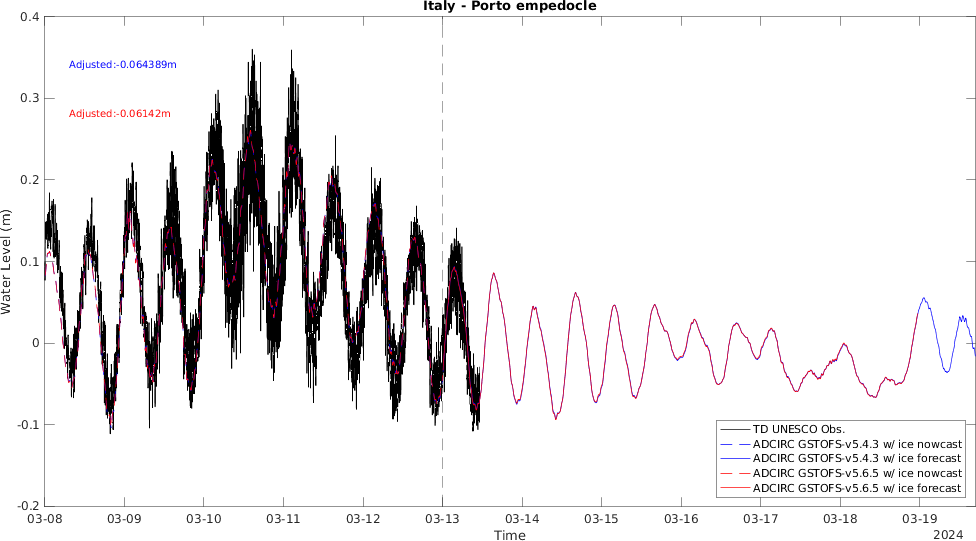 Italy - Porto empedocle
Adjusted:-0.064389m
Adjusted:-0.06142m
Water Level (m)
0.4
0.3
0.2
0.1
0
-0.1
-0.2
TD UNESCO Obs.
ADCIRC GSTOFS-v5.4.3 w/ ice nowcast
ADCIRC GSTOFS-v5.4.3 w/ ice forecast
ADCIRC GSTOFS-v5.6.5 w/ ice nowcast
ADCIRC GSTOFS-v5.6.5 w/ ice forecast
03-08 03-09 03-10 03-11 03-12 03-13 03-14 03-15 03-16 03-17 03-18 03-19
Time
2024